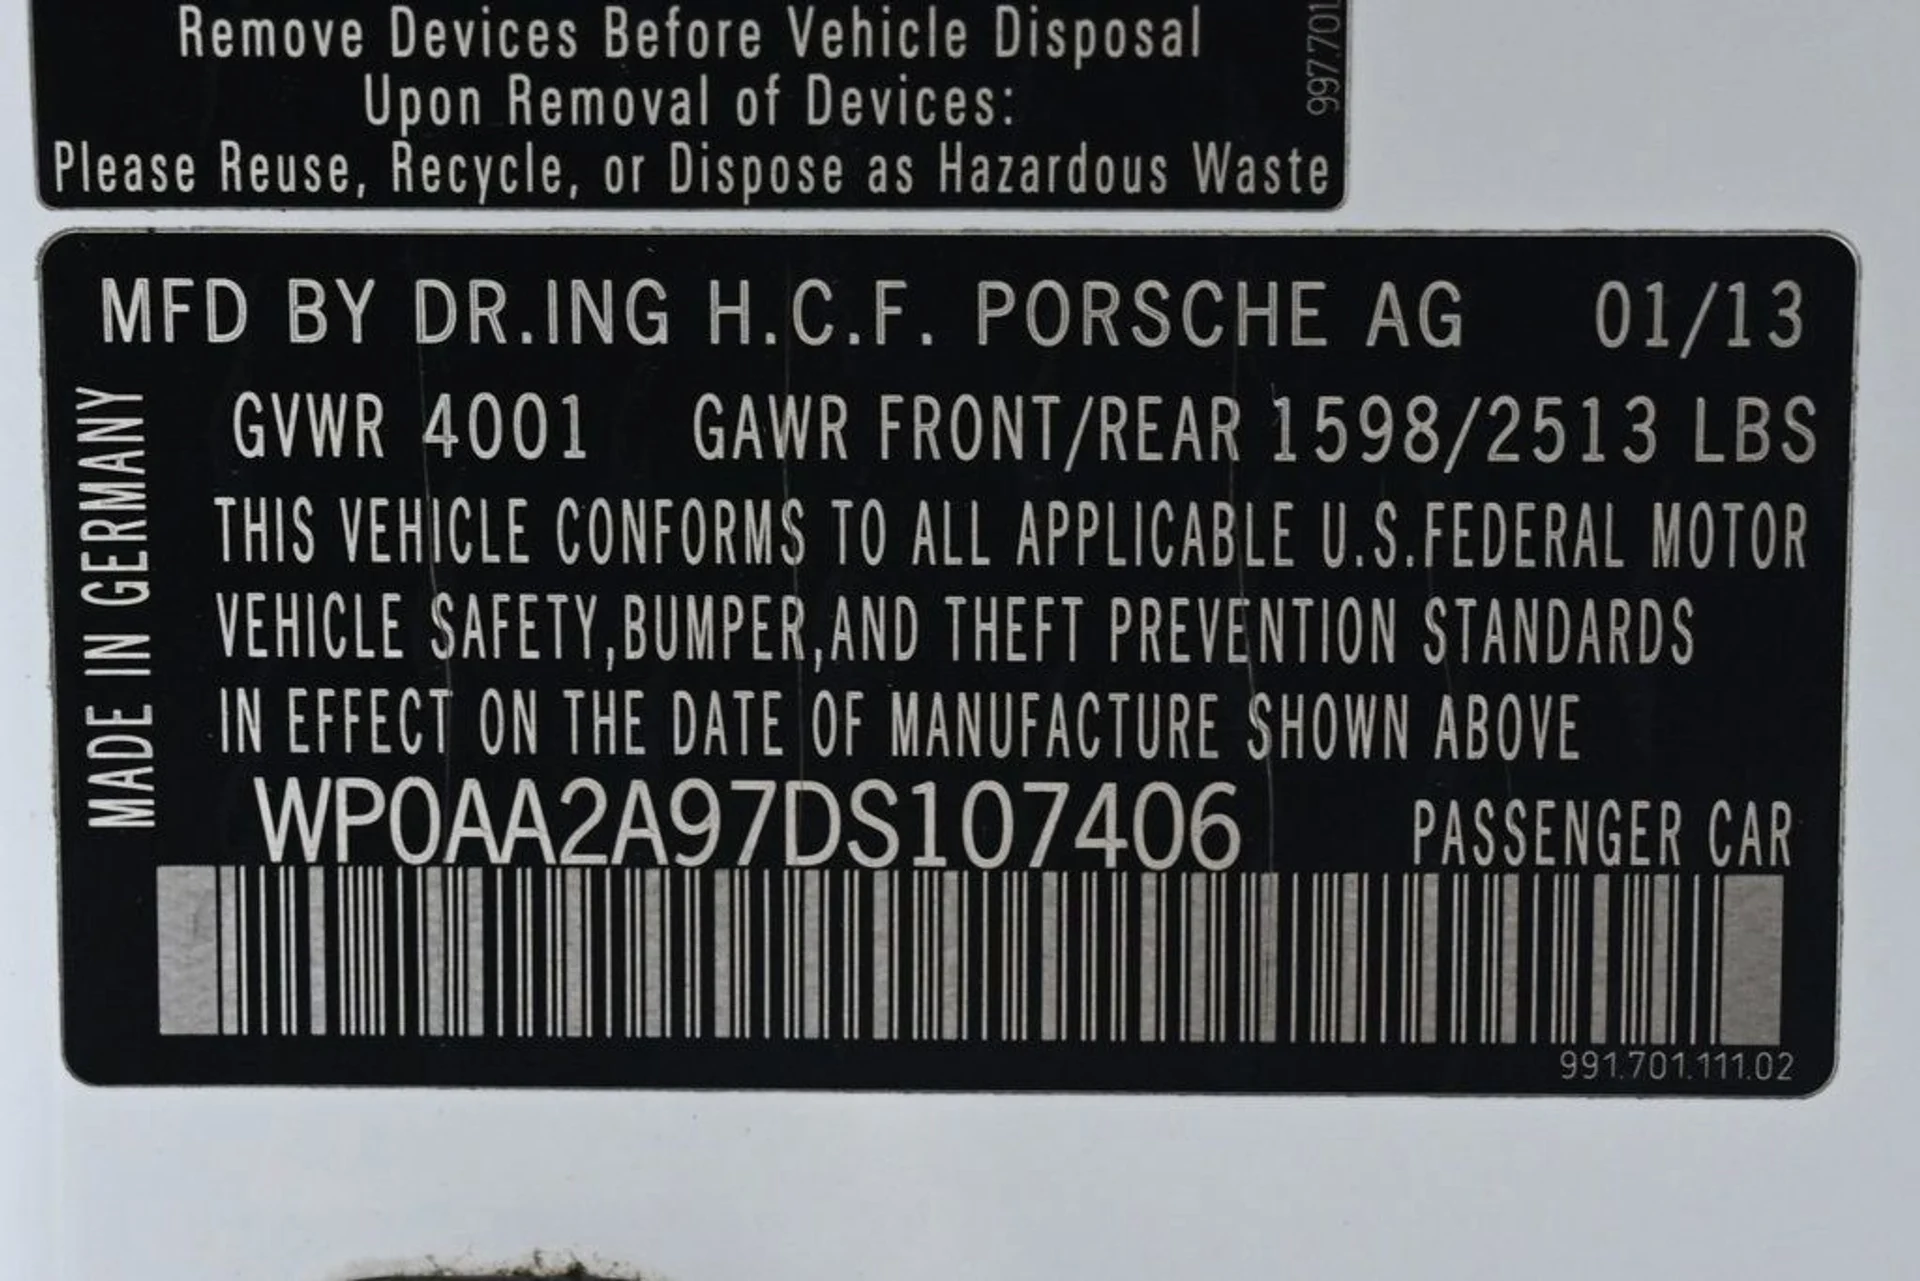 Remove Devices Before Vehicle Disposal
Upon Removal of Devices:
Please Reuse, Recycle, or Dispose as Hazardous Waste
997.701
MFD BY DR.ING H.C.F. PORSCHE AG 01/13
GVWR 4001 GAWR FRONT/REAR 1598/2513 LBS
THIS VEHICLE CONFORMS TO ALL APPLICABLE U.S.FEDERAL MOTOR
VEHICLE SAFETY,BUMPER,AND THEFT PREVENTION STANDARDS
IN EFFECT ON THE DATE OF MANUFACTURE SHOWN ABOVE
MADE IN GERMANY
WP0AA2A97DS107406 PASSENGER CAR
991.701.111.02